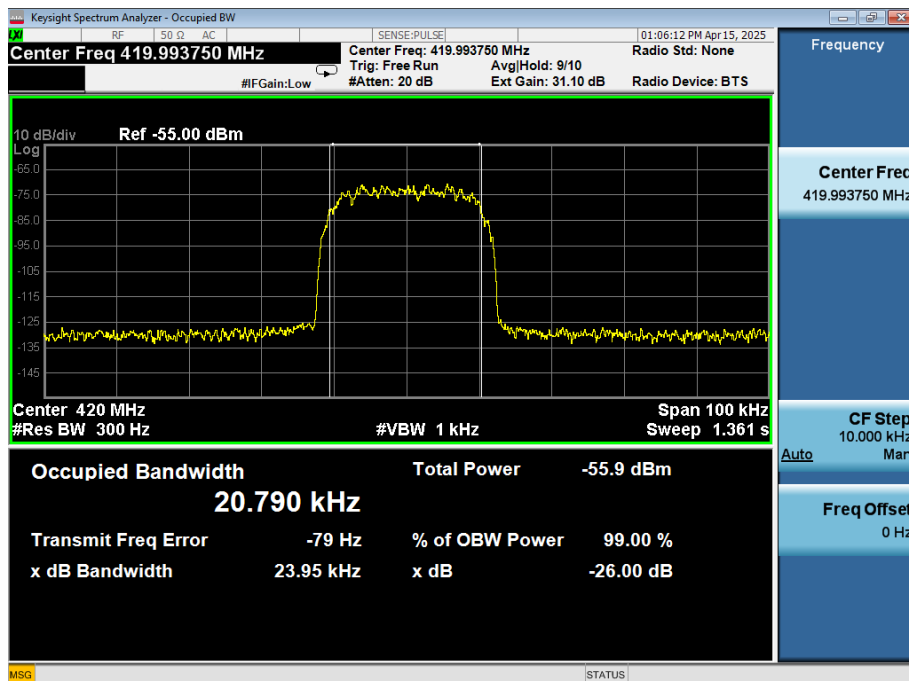 Keysight Spectrum Analyzer - Occupied BW
LXI RF 50 Ω AC SENSE:PULSE 01:06:12 PM Apr 15, 2025
Center Freq 419.993750 MHz Center Freq: 419.993750 MHz Radio Std: None
Trig: Free Run Avg|Hold: 9/10
#IFGain:Low #Atten: 20 dB Ext Gain: 31.10 dB Radio Device: BTS
10 dB/div Ref -55.00 dBm
Log
-65.0
-75.0
-85.0
-95.0
-105
-115
-125
-135
-145
Center 420 MHz Span 100 kHz
#Res BW 300 Hz #VBW 1 kHz Sweep 1.361 s
Occupied Bandwidth Total Power -55.9 dBm
20.790 kHz
Transmit Freq Error -79 Hz % of OBW Power 99.00 %
x dB Bandwidth 23.95 kHz x dB -26.00 dB
MSG STATUS
Frequency
Center Freq
419.993750 MHz
CF Step
10.000 kHz
Auto Man
Freq Offset
0 Hz